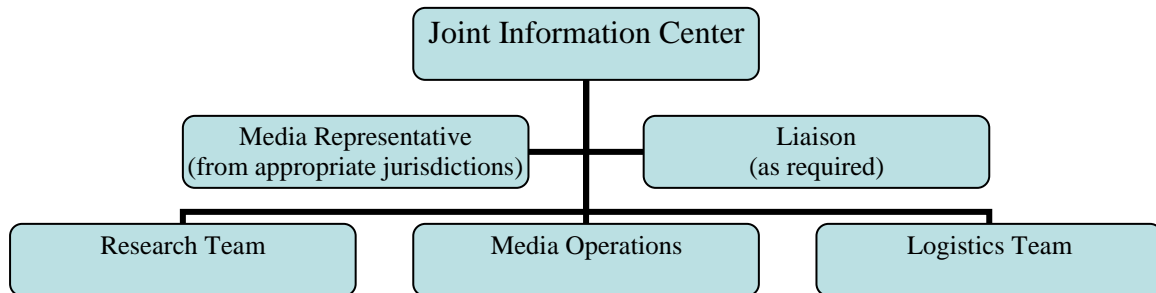 Joint Information Center
Media Representative
(from appropriate jurisdictions)
Liaison
(as required)
Research Team
Media Operations
Logistics Team